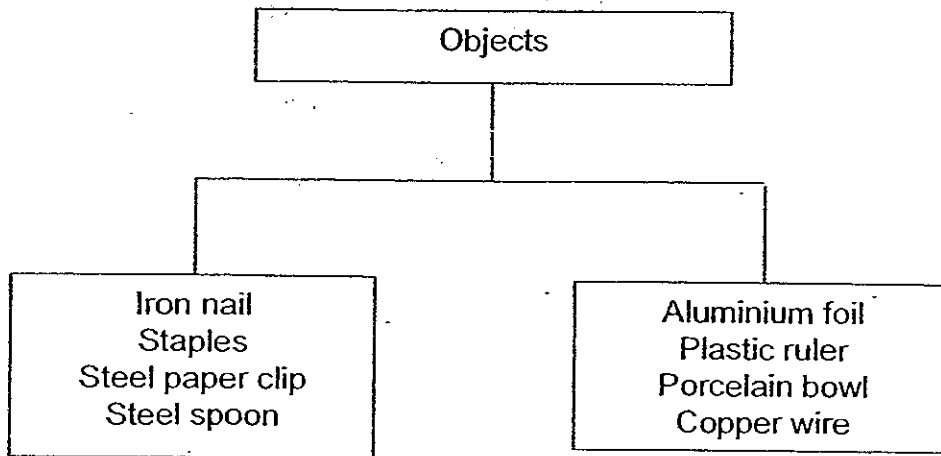 Objects
Iron nail
Staples
Steel paper clip
Steel spoon
Aluminium foil
Plastic ruler
Porcelain bowl
Copper wire